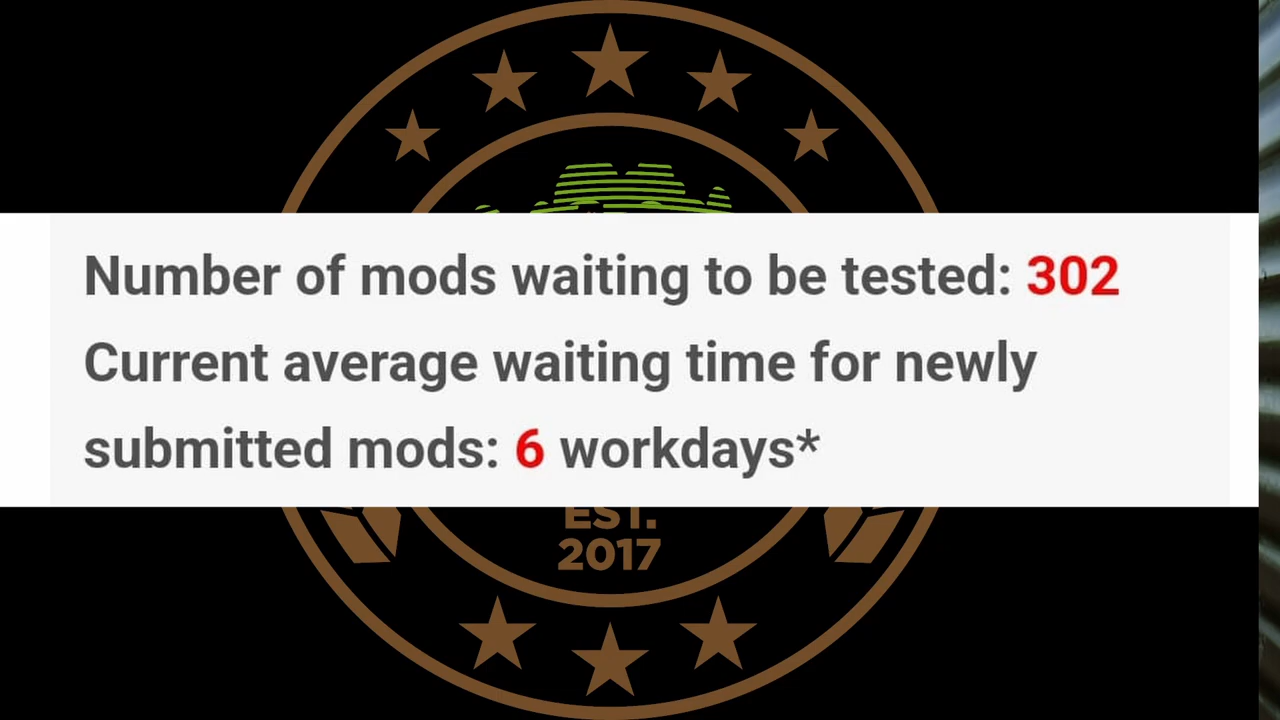 Number of mods waiting to be tested: 302
Current average waiting time for newly
submitted mods: 6 workdays*
EST.
2017